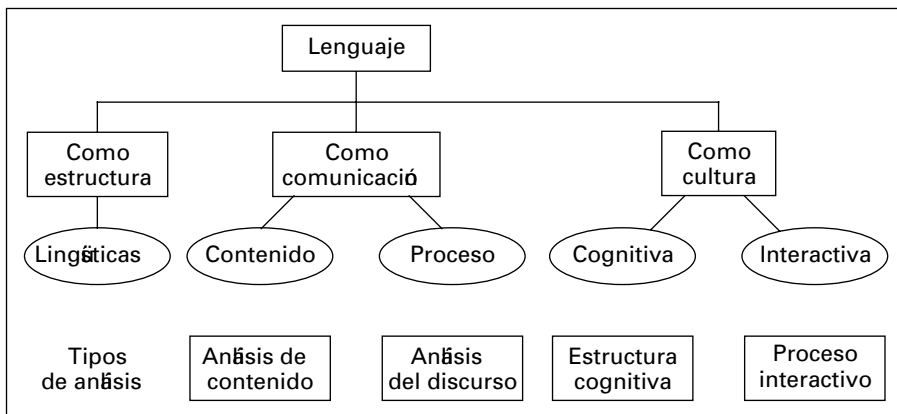 Lenguaje
Como
estructura
Como
comunicación
Como
cultura
Lingüísticas
Contenido
Proceso
Cognitiva
Interactiva
Tipos
de análisis
Análisis de
contenido
Análisis
del discurso
Estructura
cognitiva
Proceso
interactivo